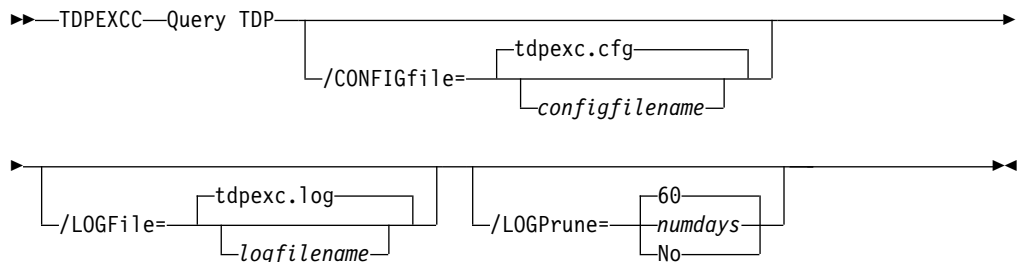 TDPEXCC Query TDP
tdpexc.cfg
/CONFIGfile=
configfilename
tdpexc.log
/LOGFile=
logfilename
60
/LOGPrune=
numdays
No